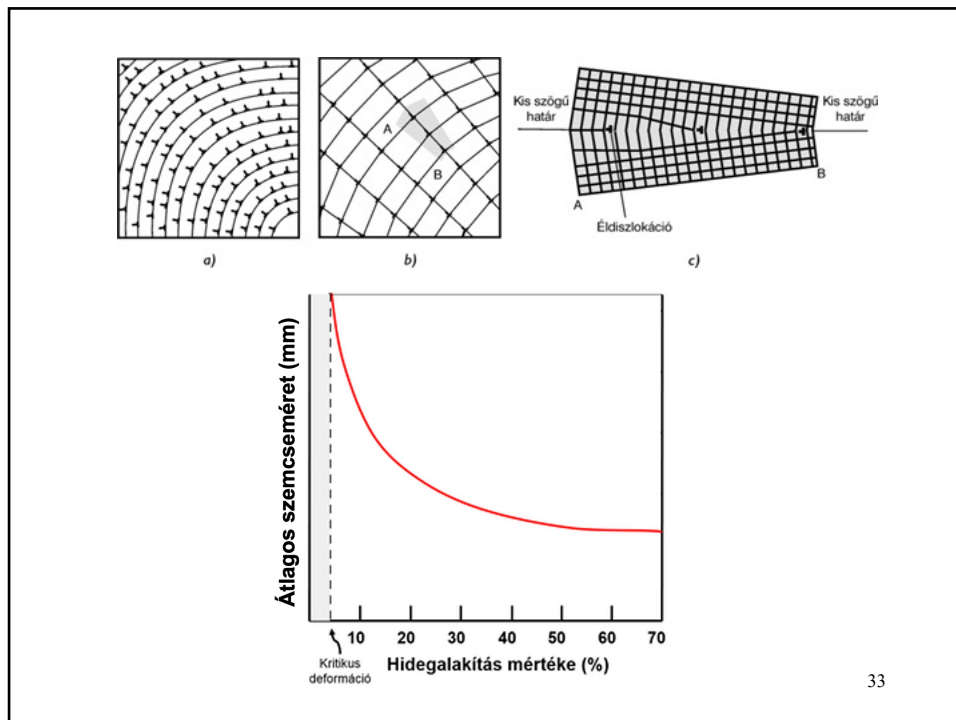 Kis szögű
határ
Kis szögű
határ
A
B
A
B
Éldiszlokáció
a)
b)
c)
Átlagos szemcseméret (mm)
10 20 30 40 50 60 70
Kritikus
deformáció
Hidegalakítás mértéke (%)
33